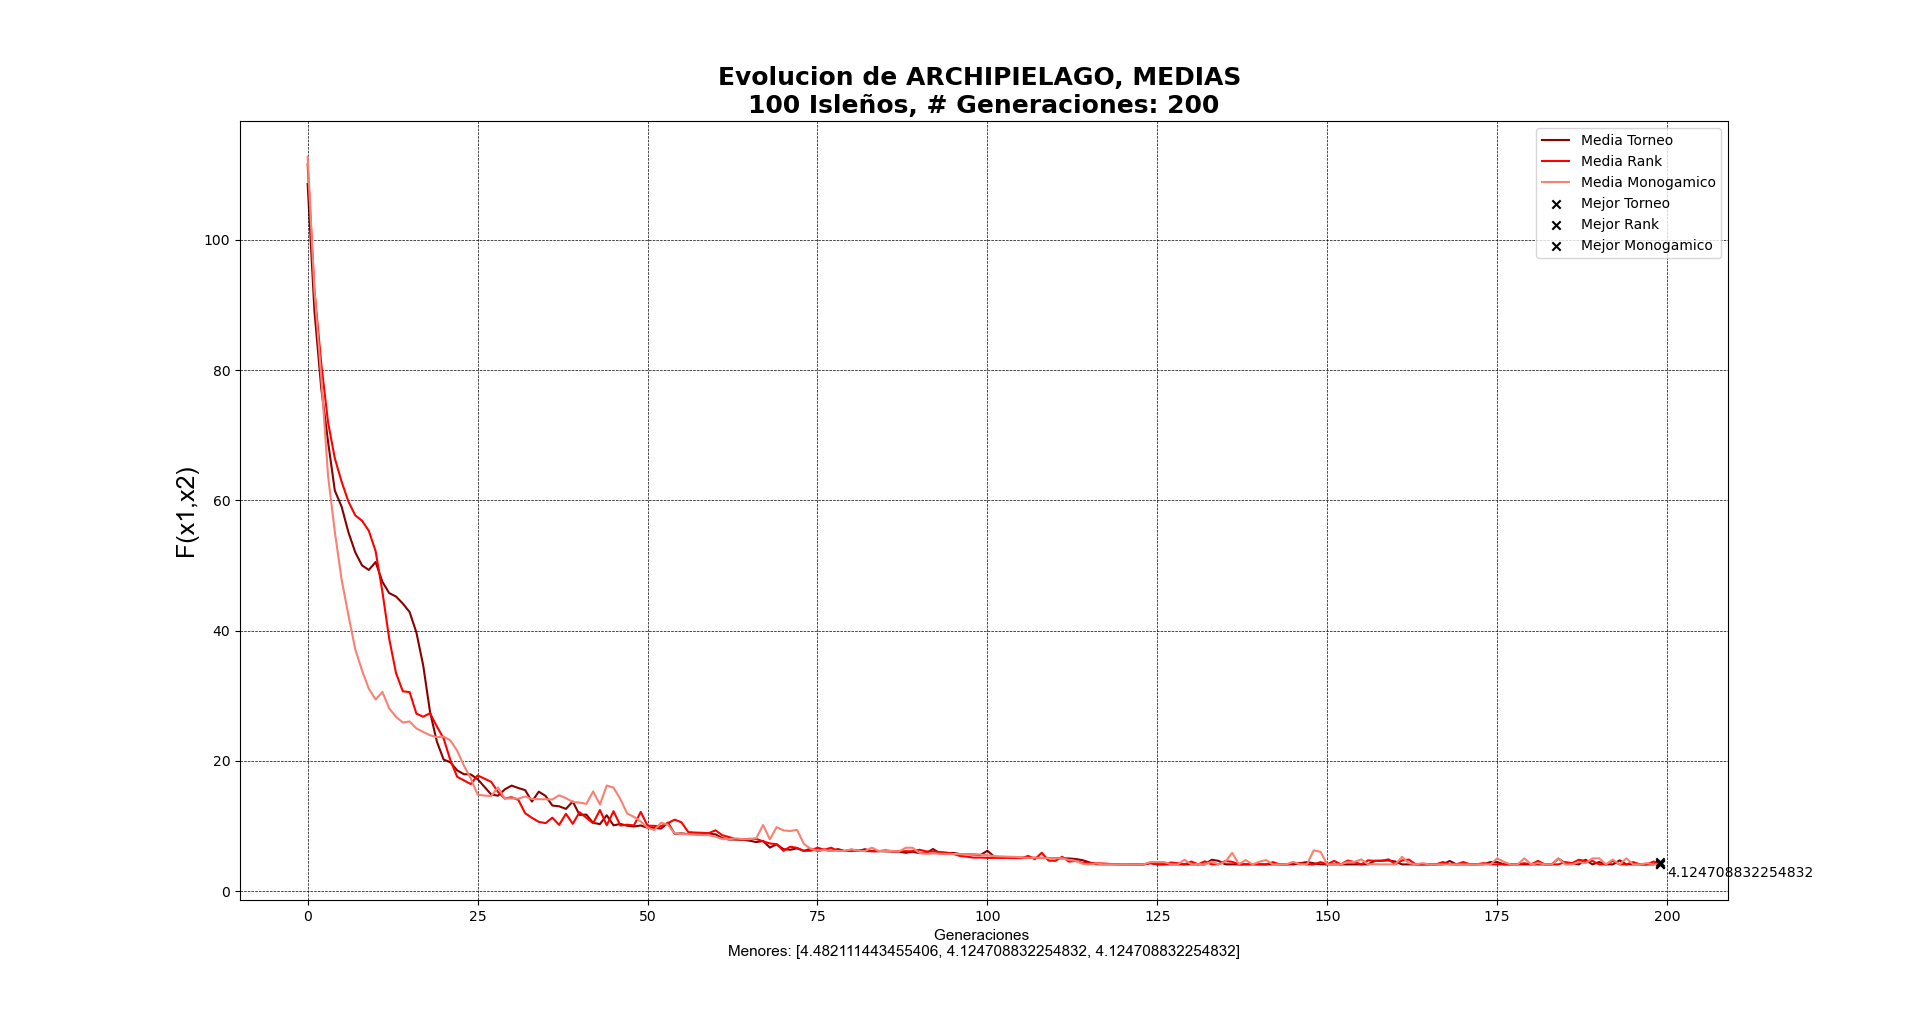 Evolucion de ARCHIPIELAGO, MEDIAS
100 Isleños, # Generaciones: 200
Media Torneo
Media Rank
Media Monogamico
Mejor Torneo
Mejor Rank
Mejor Monogamico
F(x1,x2)
100
80
60
40
20
0
4.124708832254832
0 25 50 75 100 125 150 175 200
Generaciones
Menores: [4.482111443455406, 4.124708832254832, 4.124708832254832]